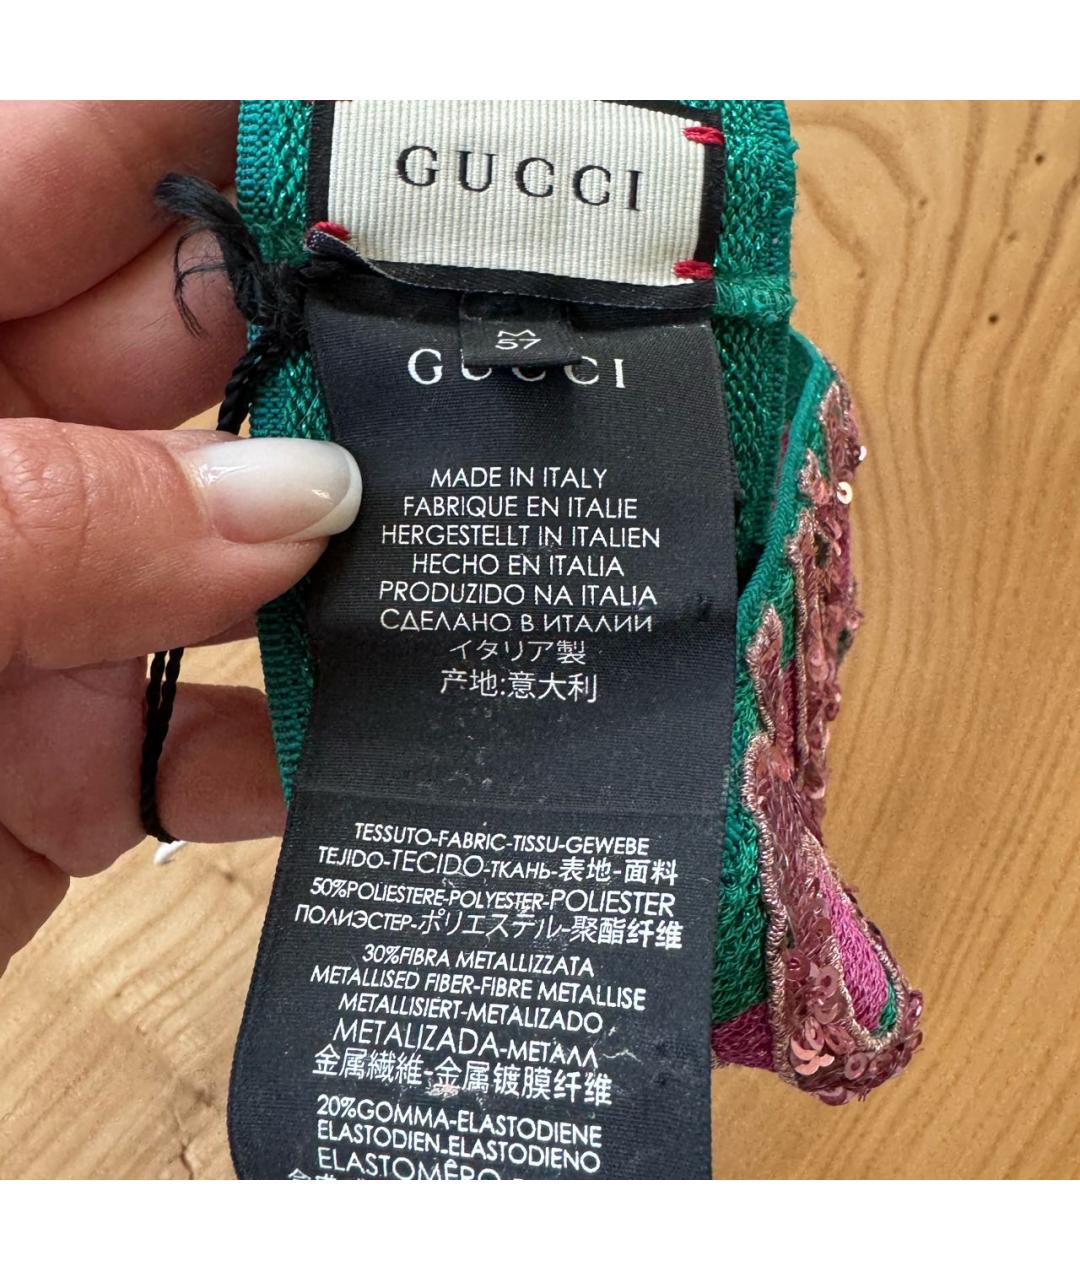 GUCCI
M
57
GUCCI
MADE IN ITALY
FABRIQUE EN ITALIE
HERGESTELLT IN ITALIEN
HECHO EN ITALIA
PRODUZIDO NA ITALIA
СДЕЛАНО В ИТАЛИИ
イタリア製
产地:意大利
TESSUTO-FABRIC-TISSU-GEWEBE
TEJIDO-TECIDO-ТКАНЬ-表地-面料
50%POLIESTERE-POLYESTER-POLIESTER
ПОЛИЭСТЕР-ポリエステル-聚酯纤维
30%FIBRA METALLIZZATA
METALLISED FIBER-FIBRE METALLISE
METALLISIERT-METALIZADO
METALIZADA-МЕТАЛЛ
金属繊維-金属镀膜纤维
20%GOMMA-ELASTODIENE
ELASTODIEN-ELASTODIENO
ELASTOMÊRO